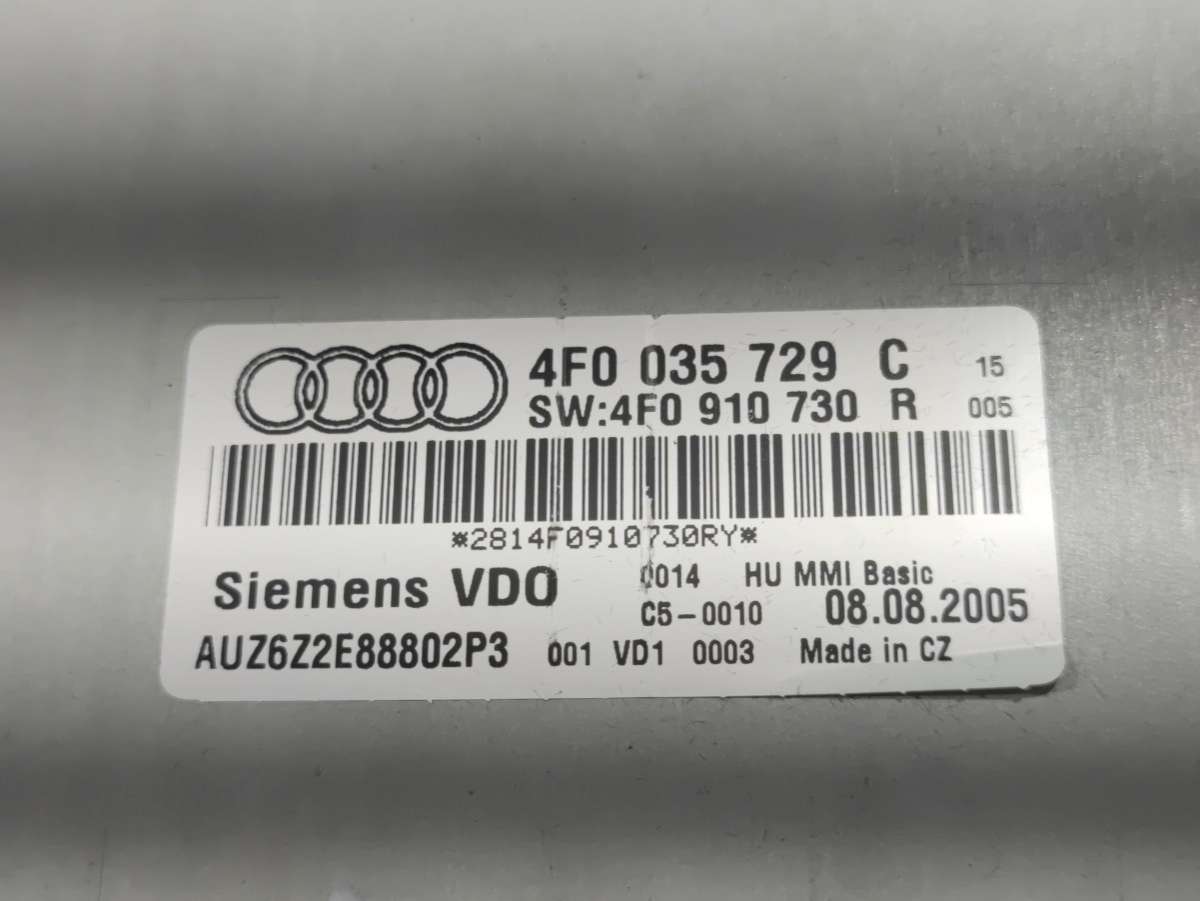 4F0 035 729 C 15
SW:4F0 910 730 R 005
*2814F0910730RY*
Siemens VDO 0014 HU MMI Basic
C5-0010 08.08.2005
AUZ6Z2E88802P3 001 VD1 0003 Made in CZ